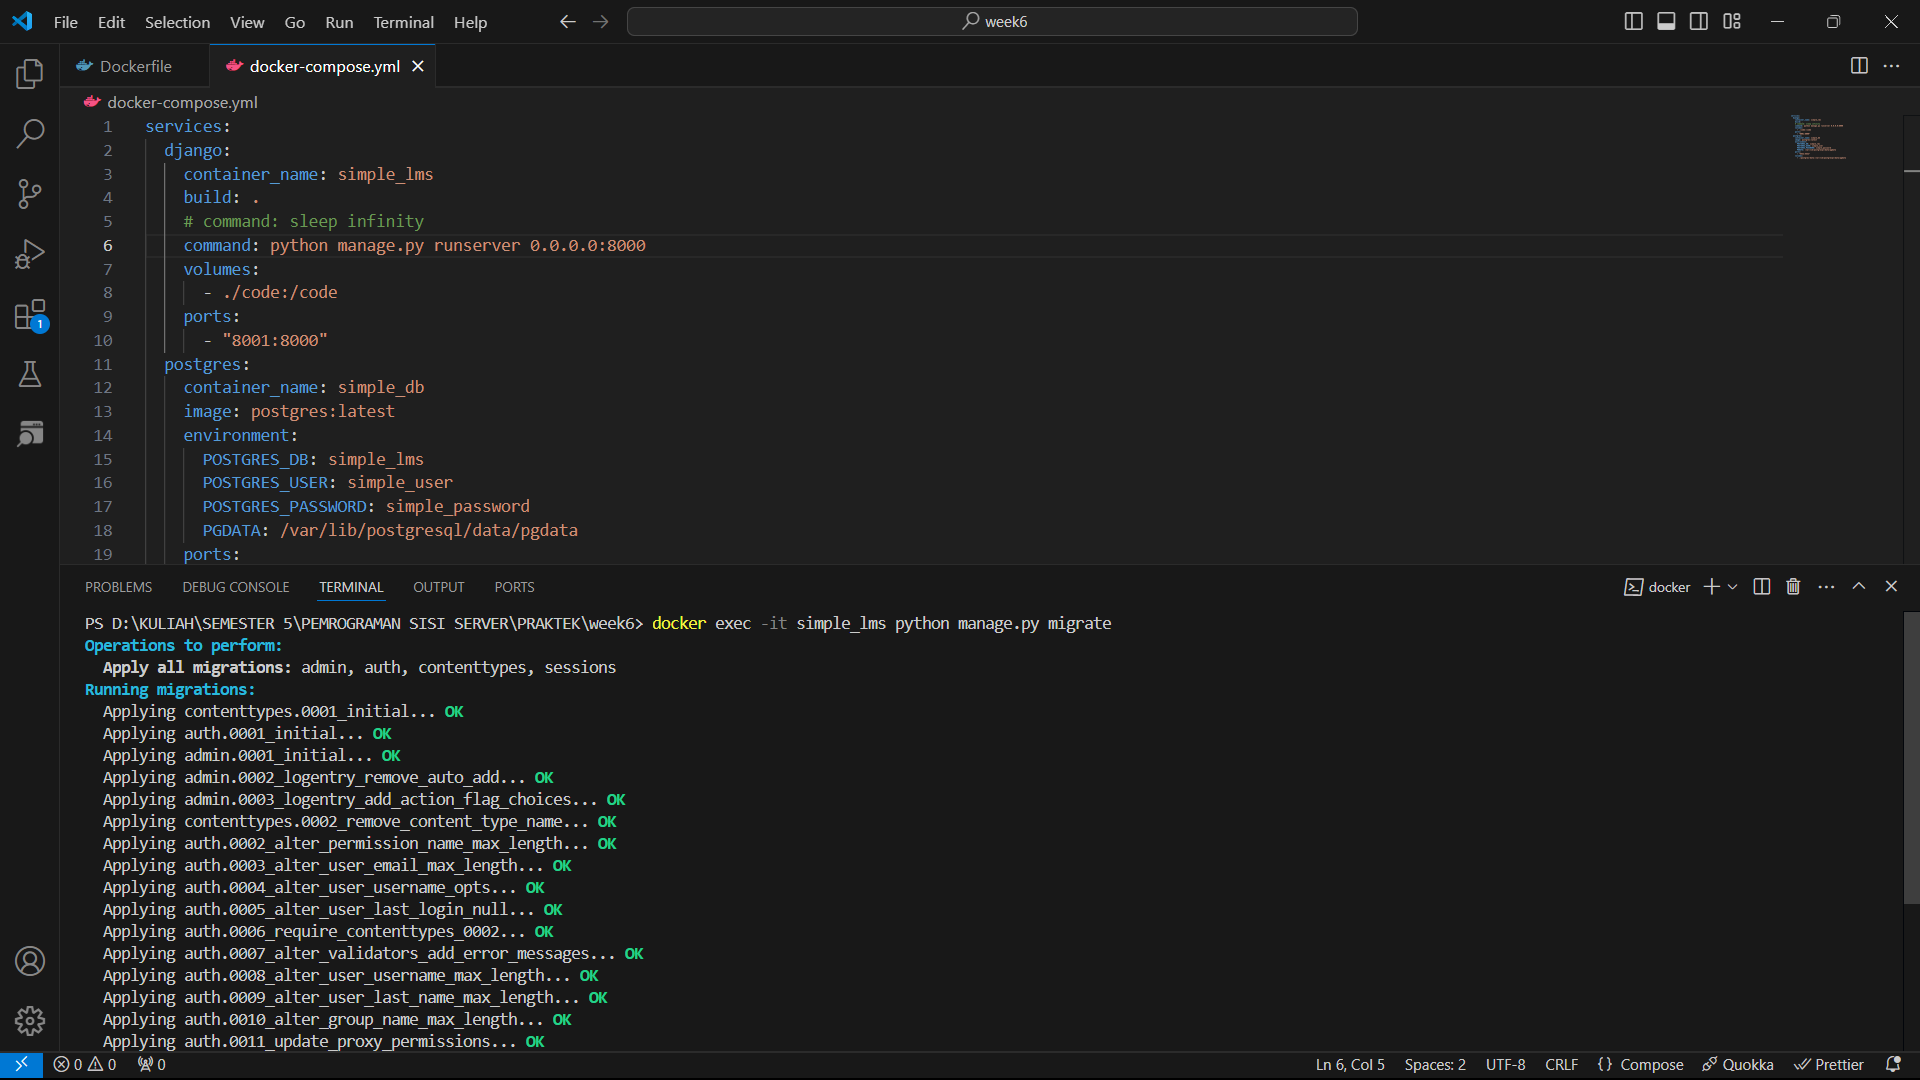 File Edit Selection View Go Run Terminal Help
week6
Dockerfile
docker-compose.yml
docker-compose.yml
1 services:
2 django:
3 container_name: simple_lms
4 build: .
5 # command: sleep infinity
6 command: python manage.py runserver 0.0.0.0:8000
7 volumes:
8 - ./code:/code
9 ports:
10 - "8001:8000"
11 postgres:
12 container_name: simple_db
13 image: postgres:latest
14 environment:
15 POSTGRES_DB: simple_lms
16 POSTGRES_USER: simple_user
17 POSTGRES_PASSWORD: simple_password
18 PGDATA: /var/lib/postgresql/data/pgdata
19 ports:
1
PROBLEMS DEBUG CONSOLE TERMINAL OUTPUT PORTS
docker
PS D:\KULIAH\SEMESTER 5\PEMROGRAMAN SISI SERVER\PRAKTEK\week6> docker exec -it simple_lms python manage.py migrate
Operations to perform:
Apply all migrations: admin, auth, contenttypes, sessions
Running migrations:
Applying contenttypes.0001_initial... OK
Applying auth.0001_initial... OK
Applying admin.0001_initial... OK
Applying admin.0002_logentry_remove_auto_add... OK
Applying admin.0003_logentry_add_action_flag_choices... OK
Applying contenttypes.0002_remove_content_type_name... OK
Applying auth.0002_alter_permission_name_max_length... OK
Applying auth.0003_alter_user_email_max_length... OK
Applying auth.0004_alter_user_username_opts... OK
Applying auth.0005_alter_user_last_login_null... OK
Applying auth.0006_require_contenttypes_0002... OK
Applying auth.0007_alter_validators_add_error_messages... OK
Applying auth.0008_alter_user_username_max_length... OK
Applying auth.0009_alter_user_last_name_max_length... OK
Applying auth.0010_alter_group_name_max_length... OK
Applying auth.0011_update_proxy_permissions... OK
0 0 0 Ln 6, Col 5 Spaces: 2 UTF-8 CRLF {} Compose Quokka Prettier